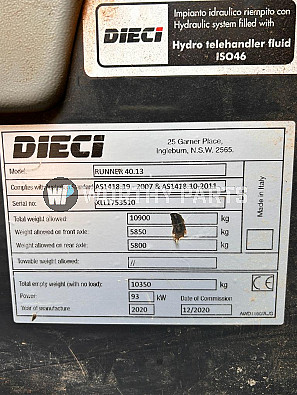 Impianto idraulico riempito con
Hydraulic system filled with
DIECI
Hydro telehandler fluid
ISO46
DIECI
25 Garner Place,
Ingleburn, N.S.W. 2565.
Model: RUNNER 40.13
Complies with AS1418.19 - 2007 & AS1418.10-2011
Serial no:
Total weight allowed: 10900 kg
Weight allowed on front axle: 5850 kg
Weight allowed on rear axle: 5800 kg
Towable weight allowed: //
Made in Italy
Total empty weight (with no load): 10350 kg
Power: 93 kW Date of Commission
Year of manufacture 2020 12/2020
CE
WORTHY PARTS